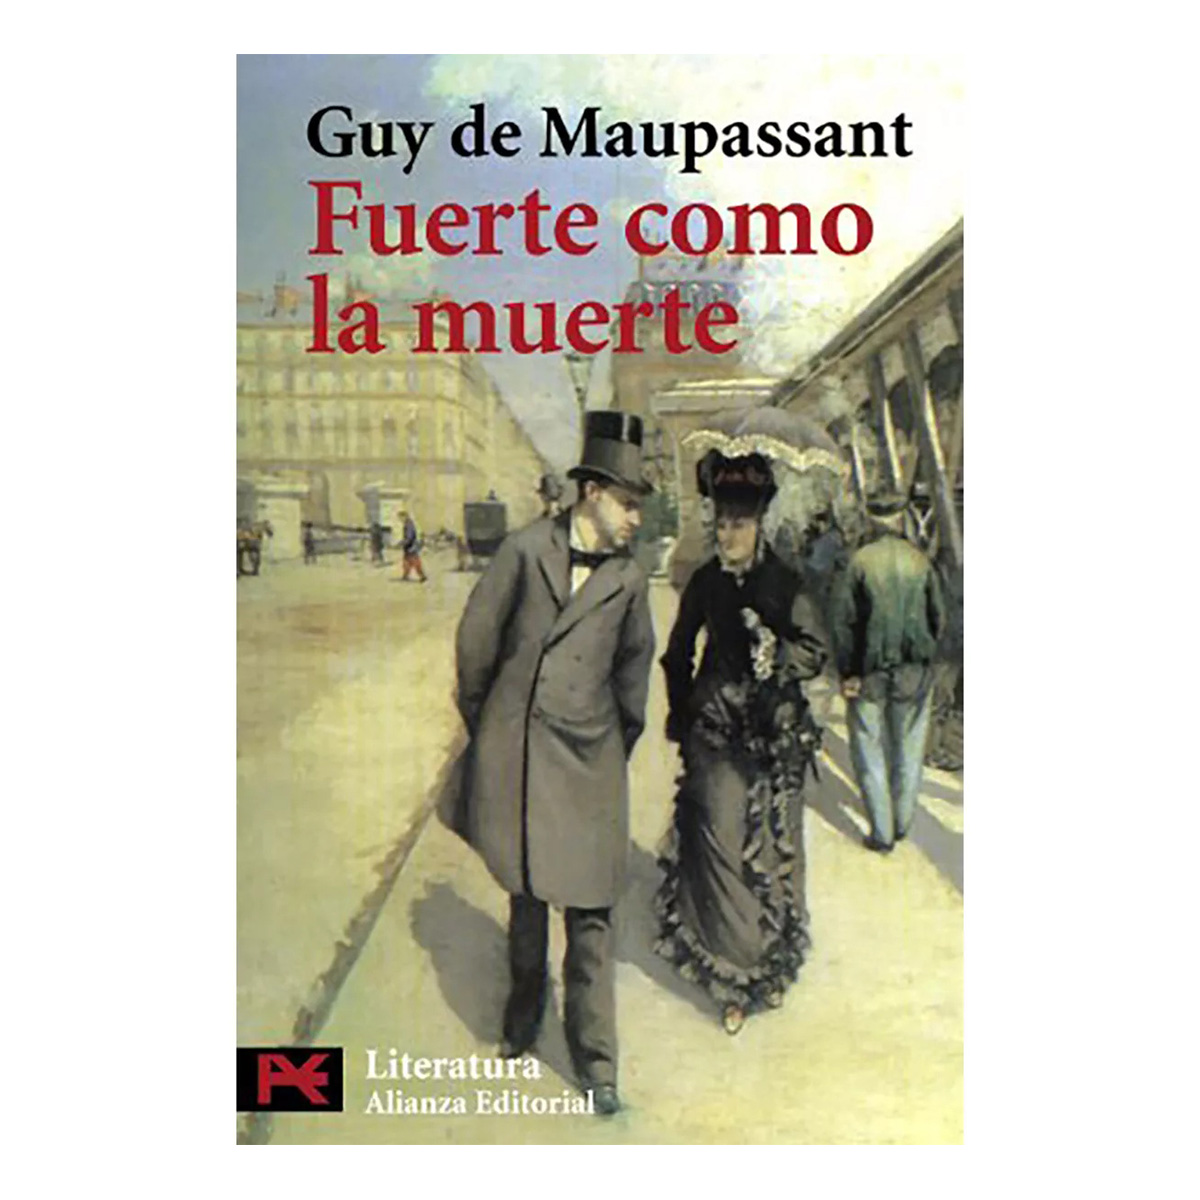 Guy de Maupassant
Fuerte como
la muerte
Literatura
Alianza Editorial